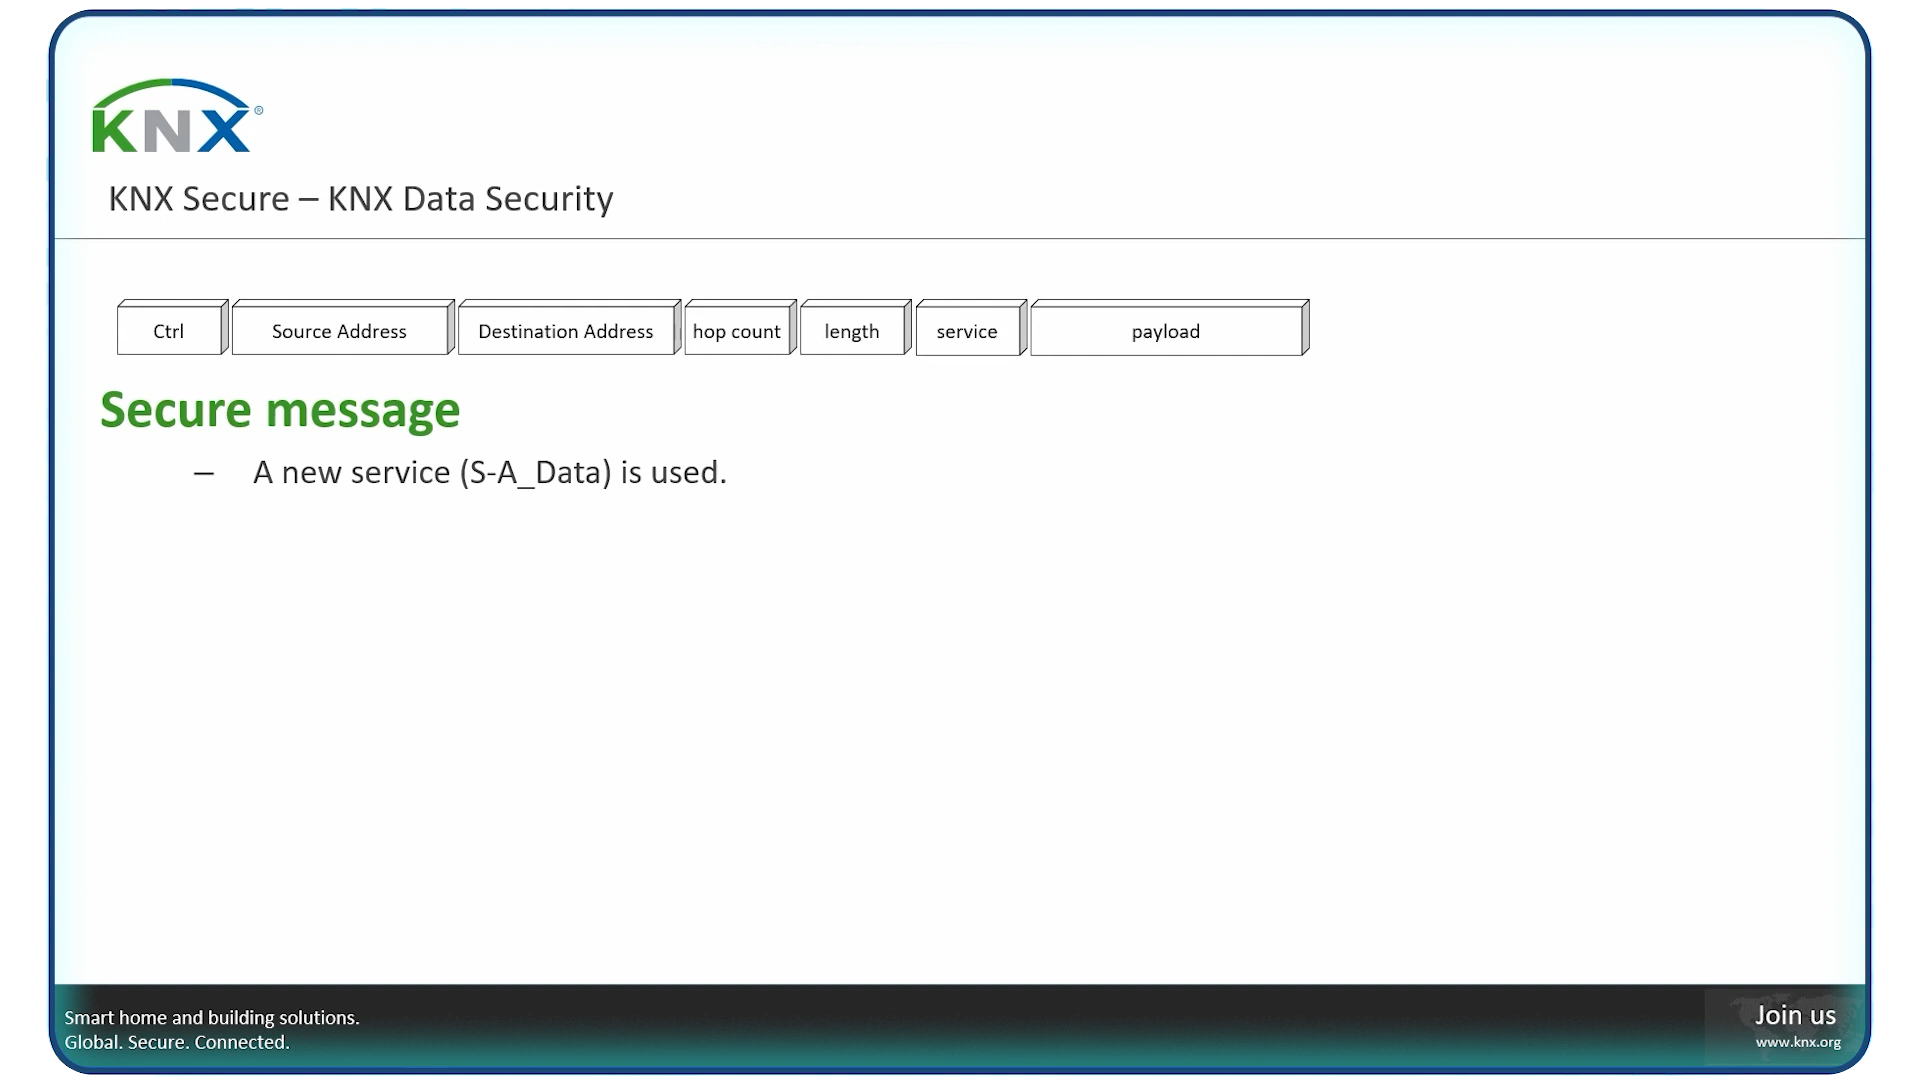 KNX®
KNX Secure – KNX Data Security
Ctrl Source Address Destination Address hop count length service payload
Secure message
– A new service (S-A_Data) is used.
Smart home and building solutions.
Global. Secure. Connected.
Join us
www.knx.org